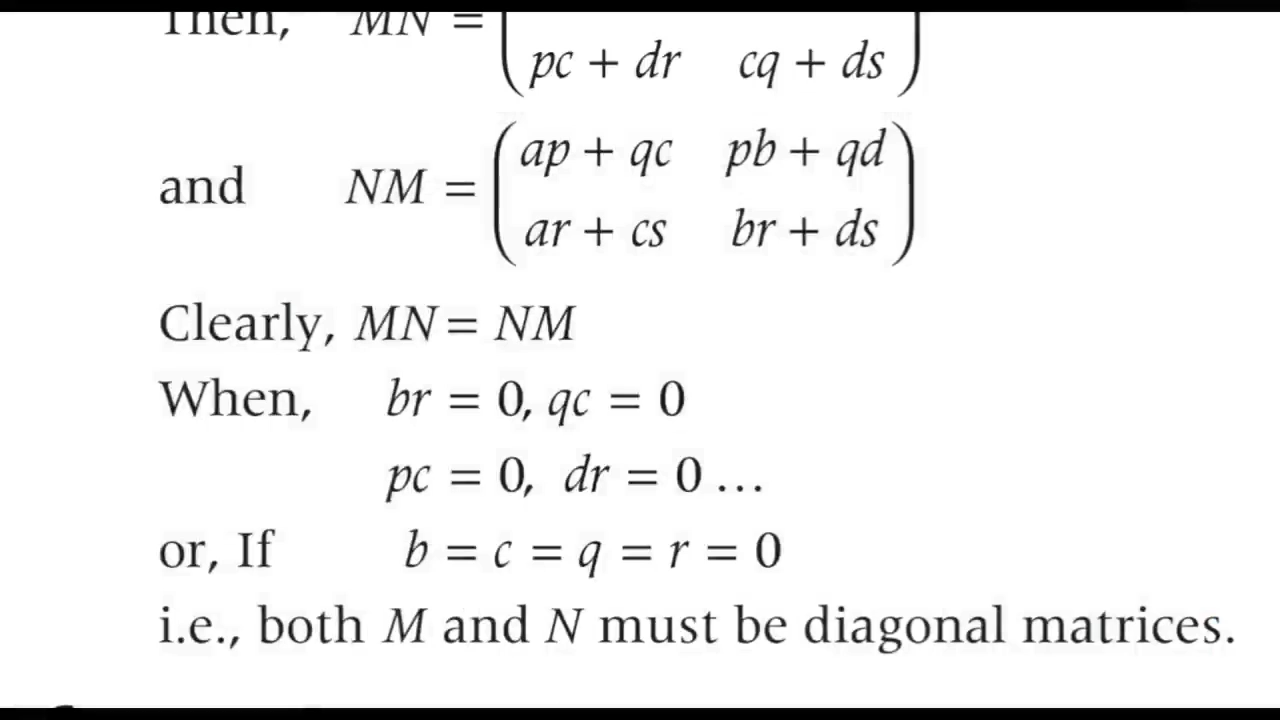 Then, MN =
pc + dr cq + ds
ap + qc pb + qd
and NM =
ar + cs br + ds
Clearly, MN = NM
When, br = 0, qc = 0
pc = 0, dr = 0 ...
or, If b = c = q = r = 0
i.e., both M and N must be diagonal matrices.